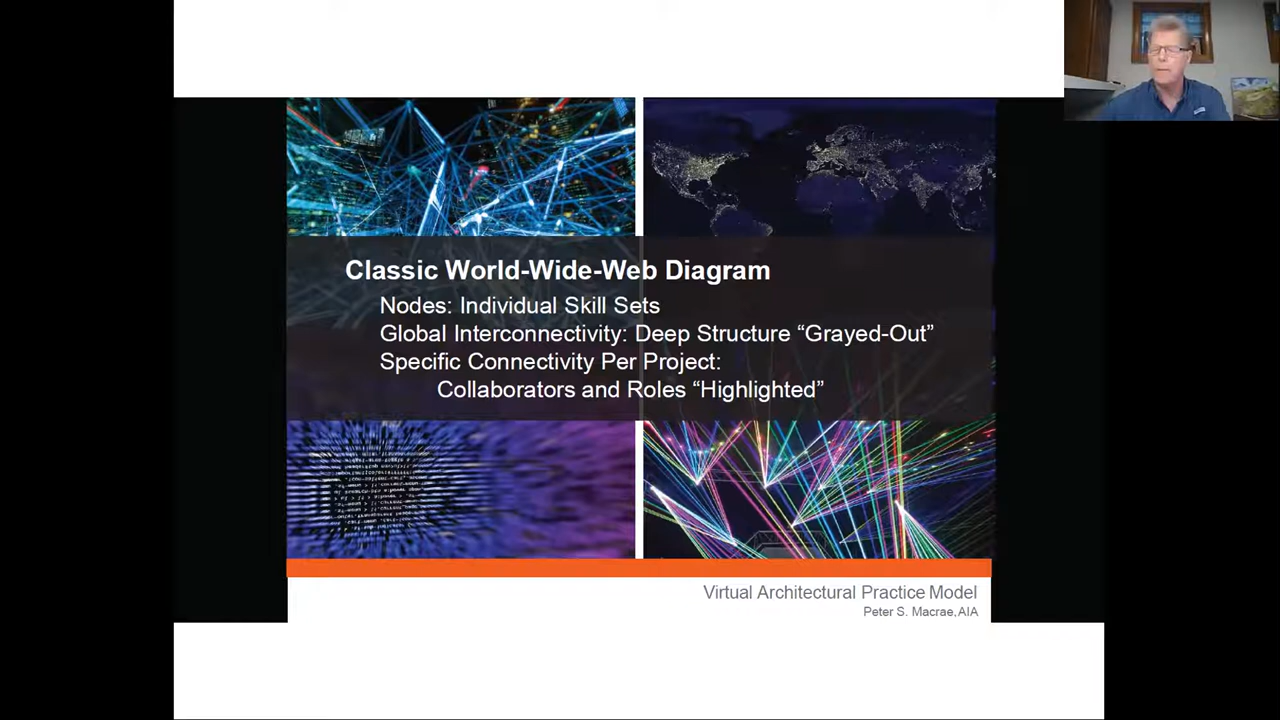 Classic World-Wide-Web Diagram
Nodes: Individual Skill Sets
Global Interconnectivity: Deep Structure “Grayed-Out”
Specific Connectivity Per Project:
Collaborators and Roles “Highlighted”
Virtual Architectural Practice Model
Peter S. Macrae, AIA